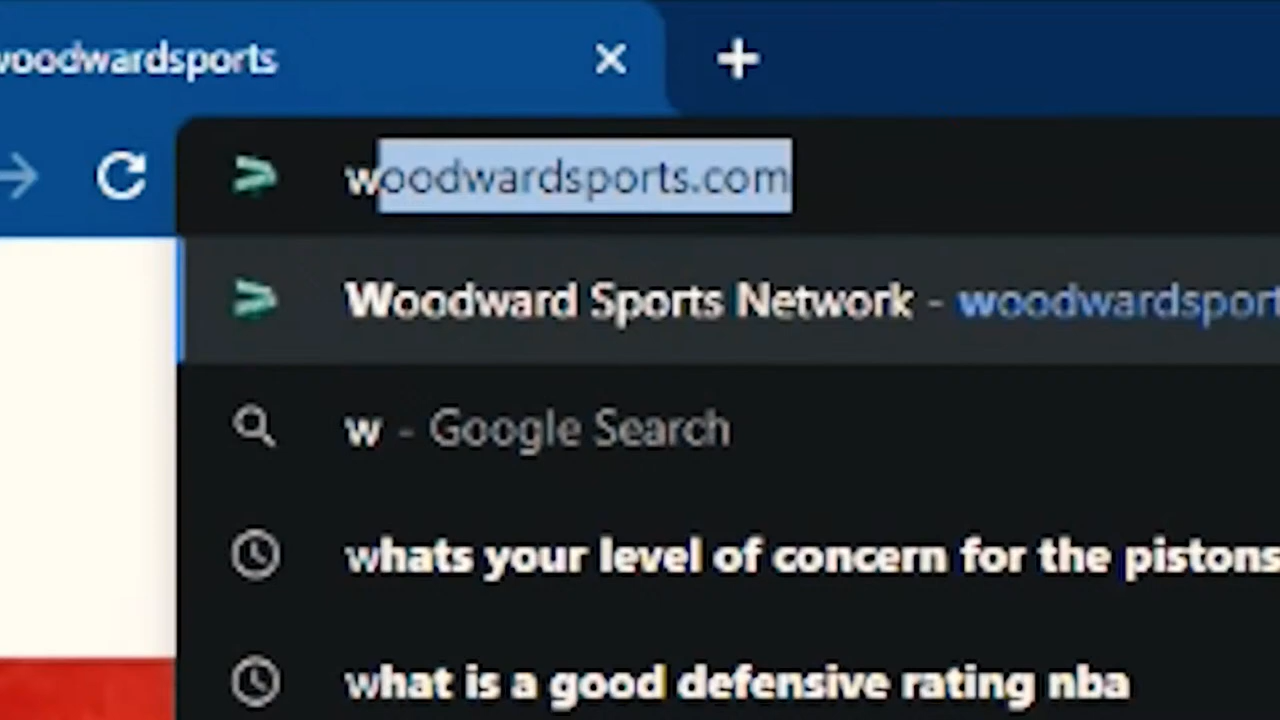 woodwardsports
woodwardsports.com
Woodward Sports Network - woodwardsport
w - Google Search
whats your level of concern for the pistons
what is a good defensive rating nba